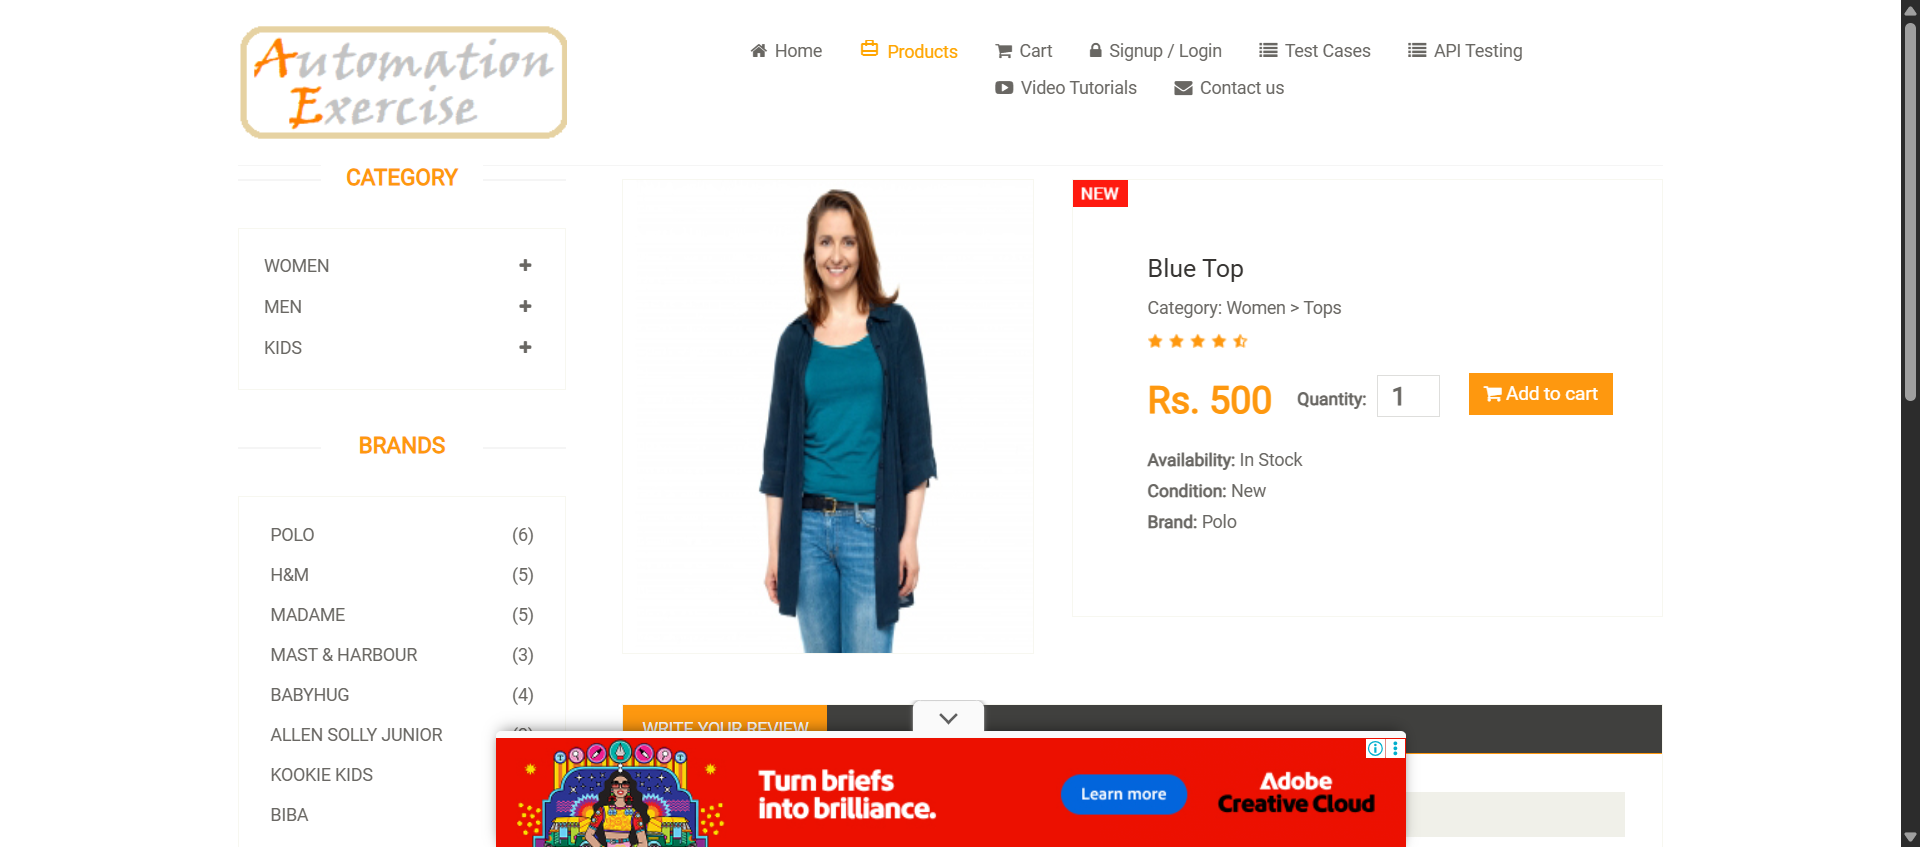 Automation
Exercise
Home
Products
Cart
Signup / Login
Test Cases
API Testing
Video Tutorials
Contact us
CATEGORY
WOMEN
MEN
KIDS
BRANDS
POLO (6)
H&M (5)
MADAME (5)
MAST & HARBOUR (3)
BABYHUG (4)
ALLEN SOLLY JUNIOR
KOOKIE KIDS
BIBA
NEW
Blue Top
Category: Women > Tops
Rs. 500 Quantity: 1 Add to cart
Availability: In Stock
Condition: New
Brand: Polo
WRITE YOUR REVIEW
Turn briefs
into brilliance.
Learn more
Adobe
Creative Cloud